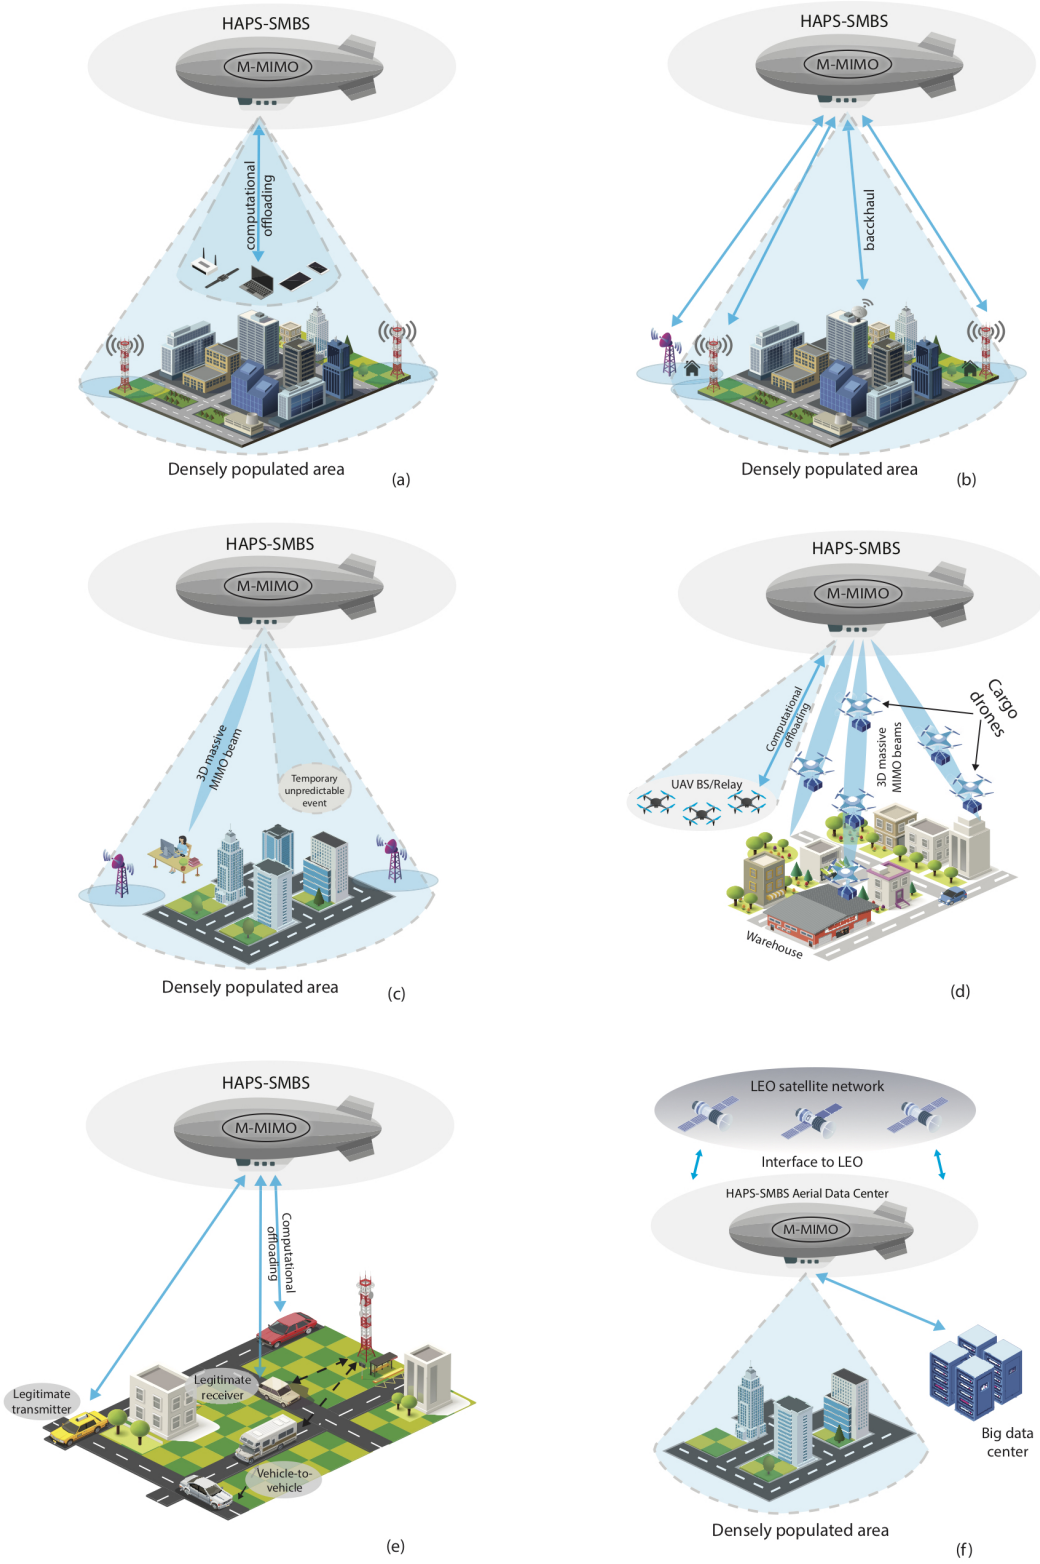 HAPS-SMBS
M-MIMO
computational
offloading
Densely populated area
(a)
HAPS-SMBS
M-MIMO
bacckhaul
Densely populated area
(b)
HAPS-SMBS
M-MIMO
3D massive
MIMO beam
Temporary
unpredictable
event
Densely populated area
(c)
HAPS-SMBS
M-MIMO
Computational
offloading
Cargo
drones
3D massive
MIMO beams
UAV BS/Relay
Warehouse
(d)
HAPS-SMBS
M-MIMO
Computational
offloading
Legitimate
receiver
Legitimate
transmitter
Vehicle-to-
vehicle
(e)
LEO satellite network
Interface to LEO
HAPS-SMBS Aerial Data Center
M-MIMO
Big data
center
Densely populated area
(f)